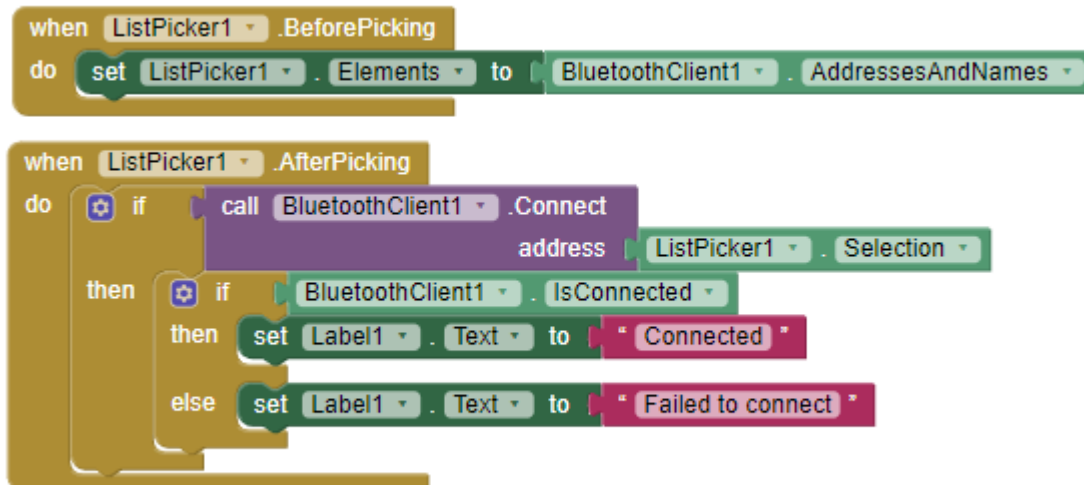 when ListPicker1 .BeforePicking
do set ListPicker1 . Elements to BluetoothClient1 . AddressesAndNames
when ListPicker1 .AfterPicking
do if call BluetoothClient1 .Connect
address ListPicker1 . Selection
then if BluetoothClient1 . IsConnected
then set Label1 . Text to “ Connected ”
else set Label1 . Text to “ Failed to connect ”